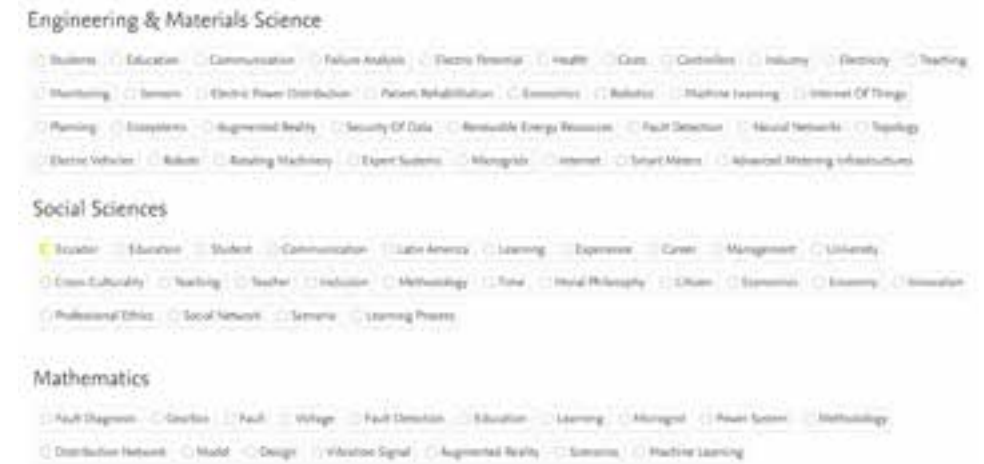 Engineering & Materials Science
Students Education Communication Failure Analysis Electric Potential Health Costs Controllers Industry Electricity Teaching
Monitoring Sensors Electric Power Distribution Patient Rehabilitation Economics Robotics Machine Learning Internet Of Things
Planning Ecosystems Augmented Reality Security Of Data Renewable Energy Resources Fault Detection Neural Networks Topology
Electric Vehicles Robots Rotating Machinery Expert Systems Microgrids Internet Smart Meters Advanced Metering Infrastructures
Social Sciences
Ecuador Education Student Communication Latin America Learning Experience Career Management University
Cross-Culturality Teaching Teacher Inclusion Methodology Time Moral Philosophy Citizen Economics Economy Innovation
Professional Ethics Social Network Scenario Learning Process
Mathematics
Fault Diagnosis Gearbox Fault Voltage Fault Detection Education Learning Microgrid Power System Methodology
Distribution Network Model Design Vibration Signal Augmented Reality Scenarios Machine Learning